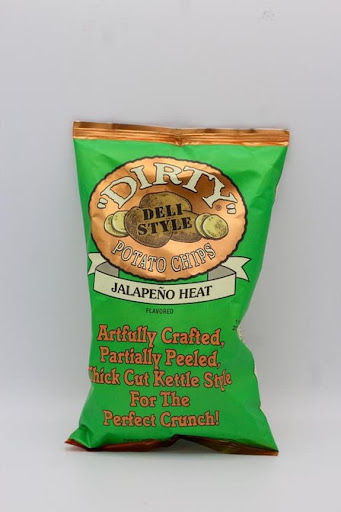 "DIRTY"
DELI
STYLE
POTATO CHIPS
JALAPEÑO HEAT
FLAVORED
Artfully Crafted,
Partially Peeled,
Thick Cut Kettle Style
For The
Perfect Crunch!